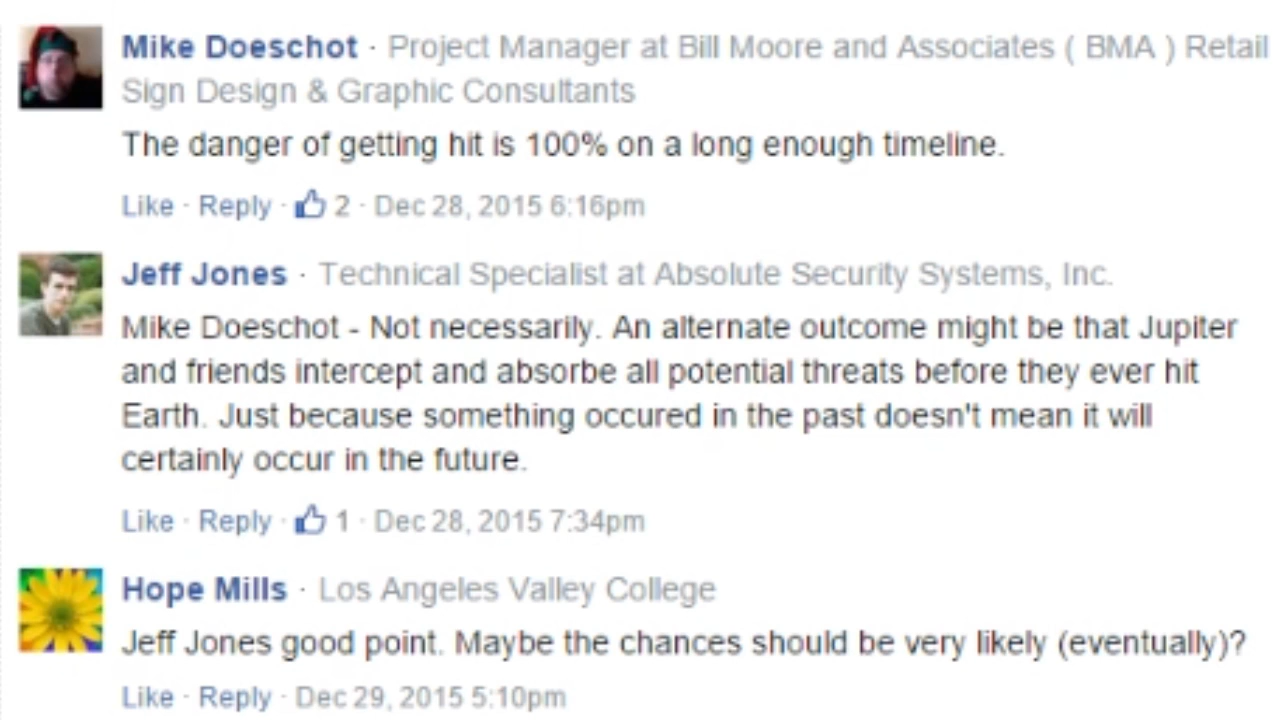 Mike Doeschot · Project Manager at Bill Moore and Associates ( BMA ) Retail
Sign Design & Graphic Consultants
The danger of getting hit is 100% on a long enough timeline.
Like · Reply · 2 · Dec 28, 2015 6:16pm
Jeff Jones · Technical Specialist at Absolute Security Systems, Inc.
Mike Doeschot - Not necessarily. An alternate outcome might be that Jupiter
and friends intercept and absorbe all potential threats before they ever hit
Earth. Just because something occured in the past doesn't mean it will
certainly occur in the future.
Like · Reply · 1 · Dec 28, 2015 7:34pm
Hope Mills · Los Angeles Valley College
Jeff Jones good point. Maybe the chances should be very likely (eventually)?
Like · Reply · Dec 29, 2015 5:10pm